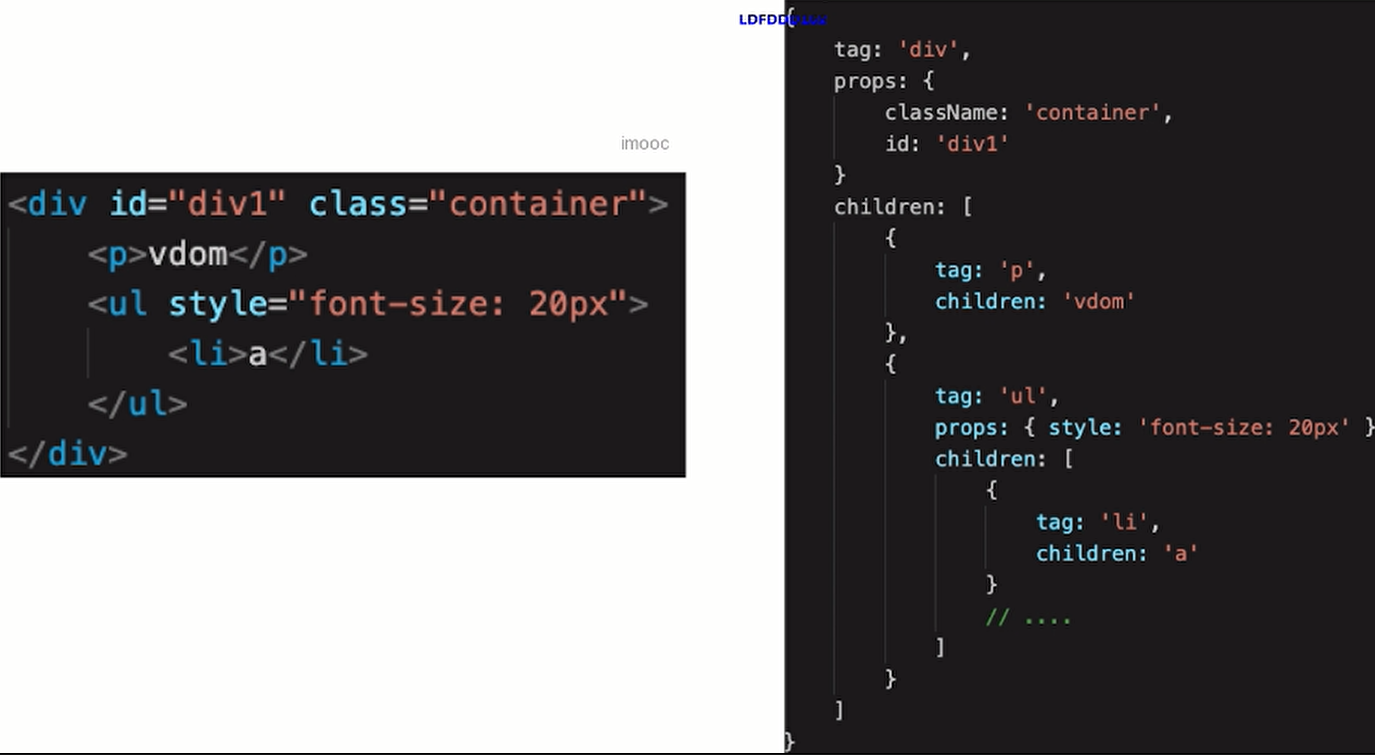 imooc
<div id="div1" class="container">
    <p>vdom</p>
    <ul style="font-size: 20px">
        <li>a</li>
    </ul>
</div>
{
    tag: 'div',
    props: {
        className: 'container',
        id: 'div1'
    }
    children: [
        {
            tag: 'p',
            children: 'vdom'
        },
        {
            tag: 'ul',
            props: { style: 'font-size: 20px' }
            children: [
                {
                    tag: 'li',
                    children: 'a'
                }
                // ....
            ]
        }
    ]
}